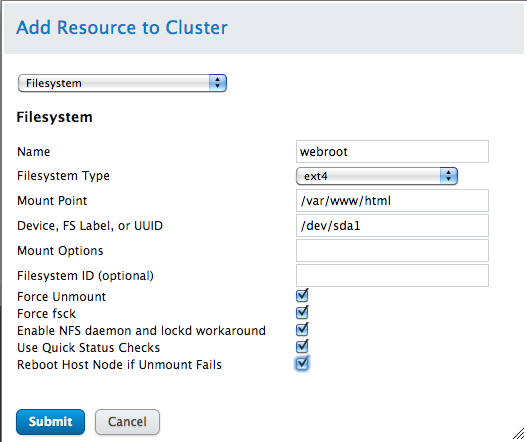 Add Resource to Cluster
Filesystem
Filesystem
Name webroot
Filesystem Type ext4
Mount Point /var/www/html
Device, FS Label, or UUID /dev/sda1
Mount Options
Filesystem ID (optional)
Force Unmount
Force fsck
Enable NFS daemon and lockd workaround
Use Quick Status Checks
Reboot Host Node if Unmount Fails
Submit Cancel